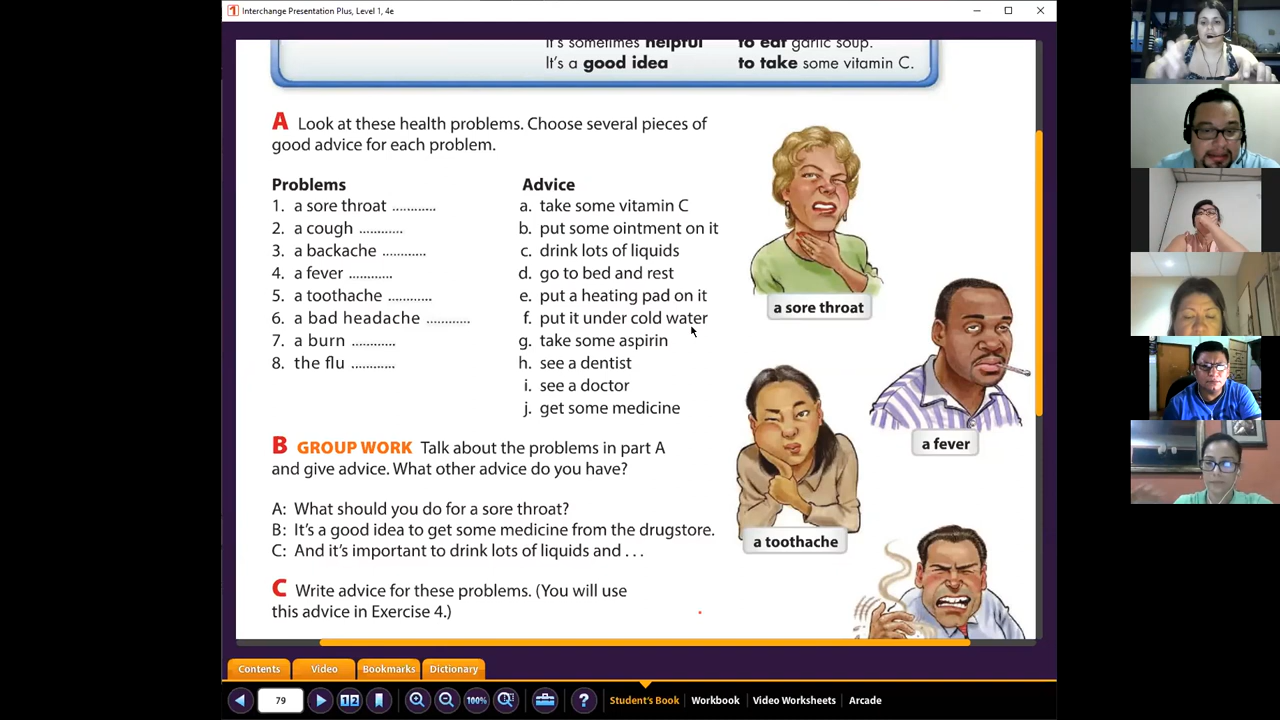 Interchange Presentation Plus, Level 1, 4e
It's sometimes helpful to eat garlic soup.
It's a good idea to take some vitamin C.
A Look at these health problems. Choose several pieces of
good advice for each problem.
Problems
1. a sore throat ...........
2. a cough ...........
3. a backache ...........
4. a fever ...........
5. a toothache ...........
6. a bad headache ...........
7. a burn ...........
8. the flu ...........
Advice
a. take some vitamin C
b. put some ointment on it
c. drink lots of liquids
d. go to bed and rest
e. put a heating pad on it
f. put it under cold water
g. take some aspirin
h. see a dentist
i. see a doctor
j. get some medicine
a sore throat
a fever
a toothache
B GROUP WORK Talk about the problems in part A
and give advice. What other advice do you have?
A: What should you do for a sore throat?
B: It's a good idea to get some medicine from the drugstore.
C: And it's important to drink lots of liquids and . . .
C Write advice for these problems. (You will use
this advice in Exercise 4.)
Contents Video Bookmarks Dictionary
79 1 2 100% ? Student's Book Workbook Video Worksheets Arcade